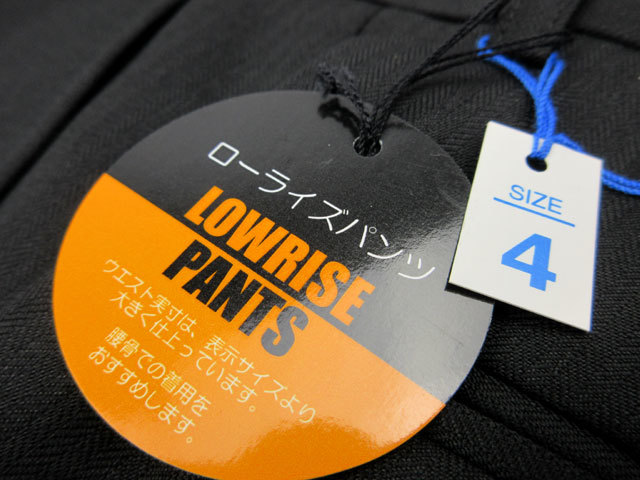 ローライズパンツ
LOWRISE
PANTS
ウエスト実寸は、表示サイズより
大きく仕上っています。
腰骨での着用を
おすすめします。
SIZE
4